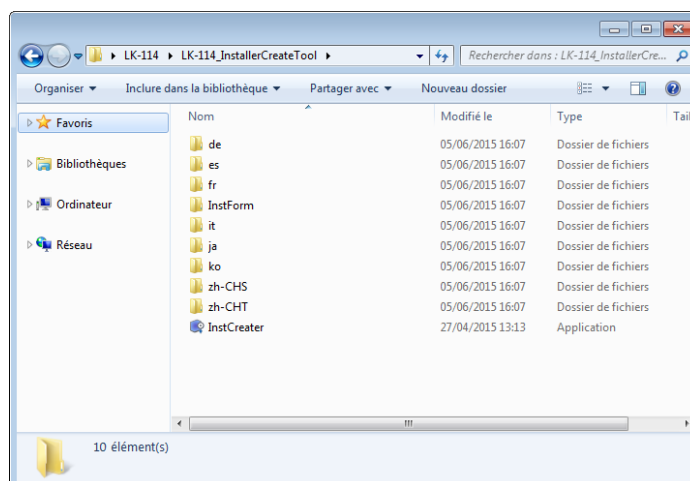 LK-114 LK-114_InstallerCreateTool Rechercher dans : LK-114_InstallerCre...
Organiser Inclure dans la bibliothèque Partager avec Nouveau dossier
Favoris
Bibliothèques
Ordinateur
Réseau
Nom Modifié le Type Tail
de 05/06/2015 16:07 Dossier de fichiers
es 05/06/2015 16:07 Dossier de fichiers
fr 05/06/2015 16:07 Dossier de fichiers
InstForm 05/06/2015 16:07 Dossier de fichiers
it 05/06/2015 16:07 Dossier de fichiers
ja 05/06/2015 16:07 Dossier de fichiers
ko 05/06/2015 16:07 Dossier de fichiers
zh-CHS 05/06/2015 16:07 Dossier de fichiers
zh-CHT 05/06/2015 16:07 Dossier de fichiers
InstCreater 27/04/2015 13:13 Application
10 élément(s)